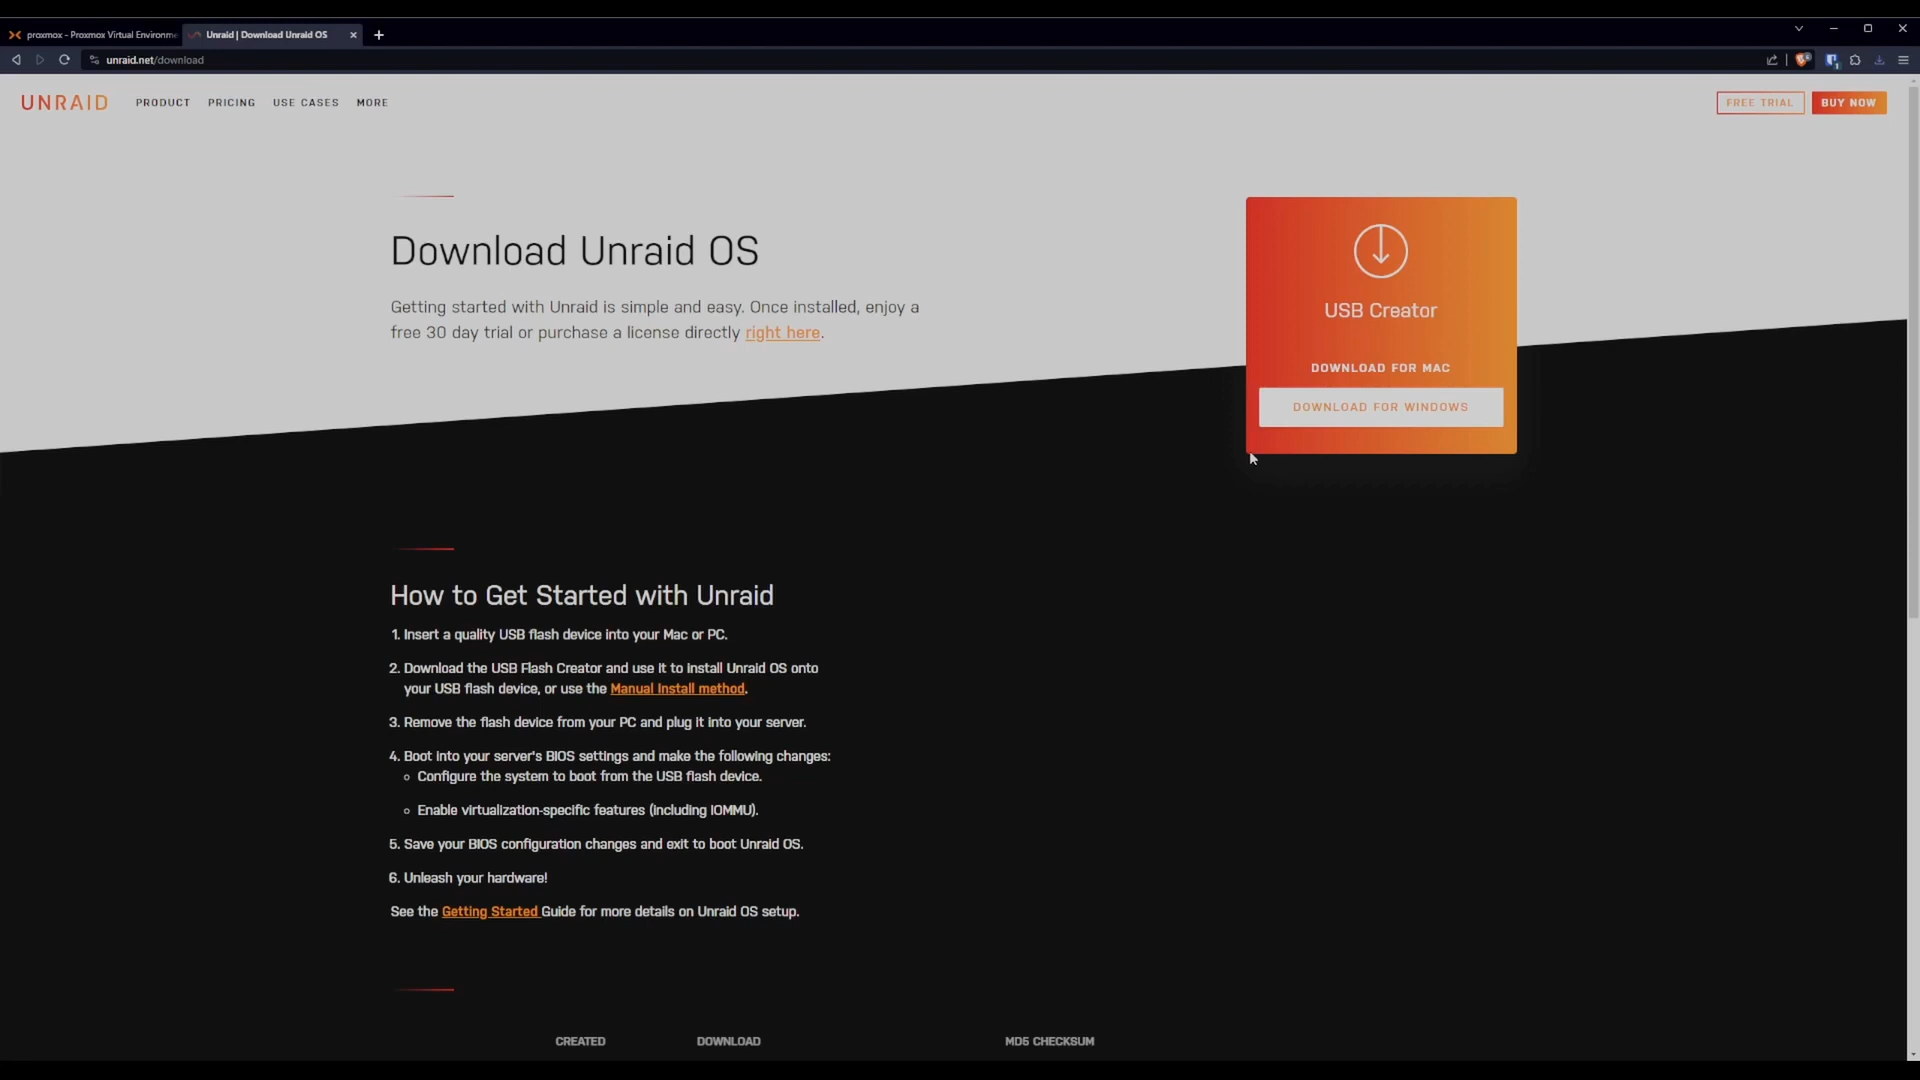 proxmox - Proxmox Virtual Environme
Unraid | Download Unraid OS
unraid.net/download
UNRAID
PRODUCT
PRICING
USE CASES
MORE
FREE TRIAL
BUY NOW
Download Unraid OS
Getting started with Unraid is simple and easy. Once installed, enjoy a
free 30 day trial or purchase a license directly right here.
USB Creator
DOWNLOAD FOR MAC
DOWNLOAD FOR WINDOWS
How to Get Started with Unraid
1. Insert a quality USB flash device into your Mac or PC.
2. Download the USB Flash Creator and use it to install Unraid OS onto
your USB flash device, or use the Manual Install method.
3. Remove the flash device from your PC and plug it into your server.
4. Boot into your server's BIOS settings and make the following changes:
Configure the system to boot from the USB flash device.
Enable virtualization-specific features (including IOMMU).
5. Save your BIOS configuration changes and exit to boot Unraid OS.
6. Unleash your hardware!
See the Getting Started Guide for more details on Unraid OS setup.
CREATED
DOWNLOAD
MD5 CHECKSUM